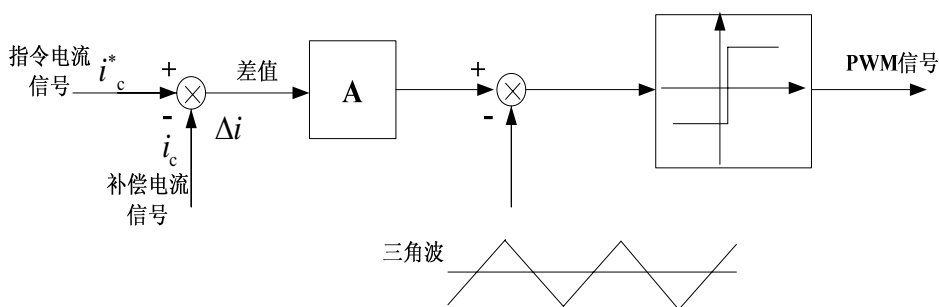 指令电流
信号
i*c
+
-
ic
补偿电流
信号
差值
Δi
A
+
-
三角波
PWM信号